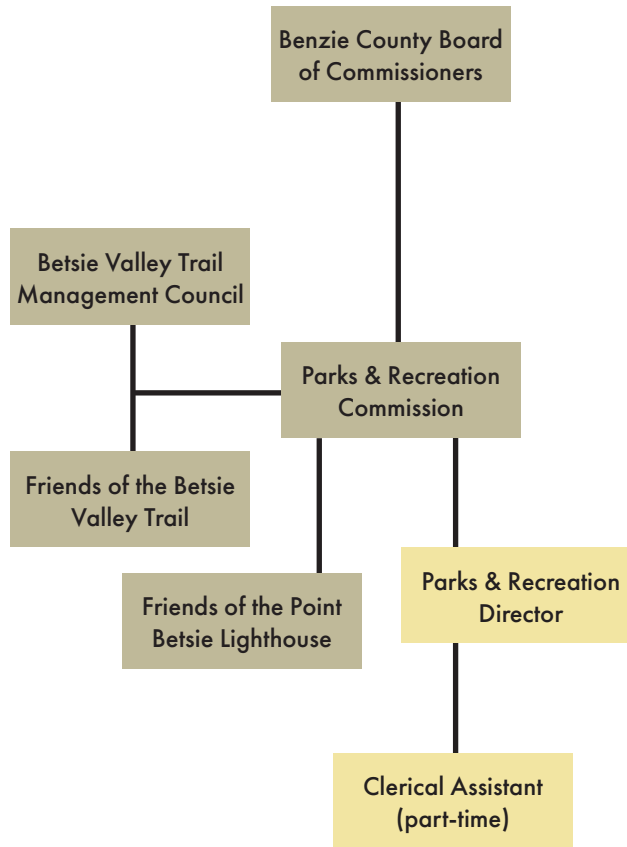 Benzie County Board
of Commissioners
Betsie Valley Trail
Management Council
Parks & Recreation
Commission
Friends of the Betsie
Valley Trail
Parks & Recreation
Director
Friends of the Point
Betsie Lighthouse
Clerical Assistant
(part-time)